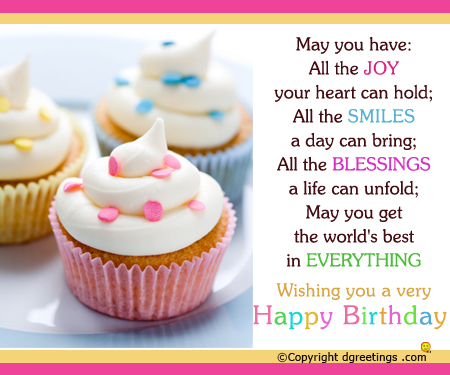 May you have:
All the JOY
your heart can hold;
All the SMILES
a day can bring;
All the BLESSINGS
a life can unfold;
May you get
the world's best
in EVERYTHING
Wishing you a very
Happy Birthday
©Copyright dgreetings .com